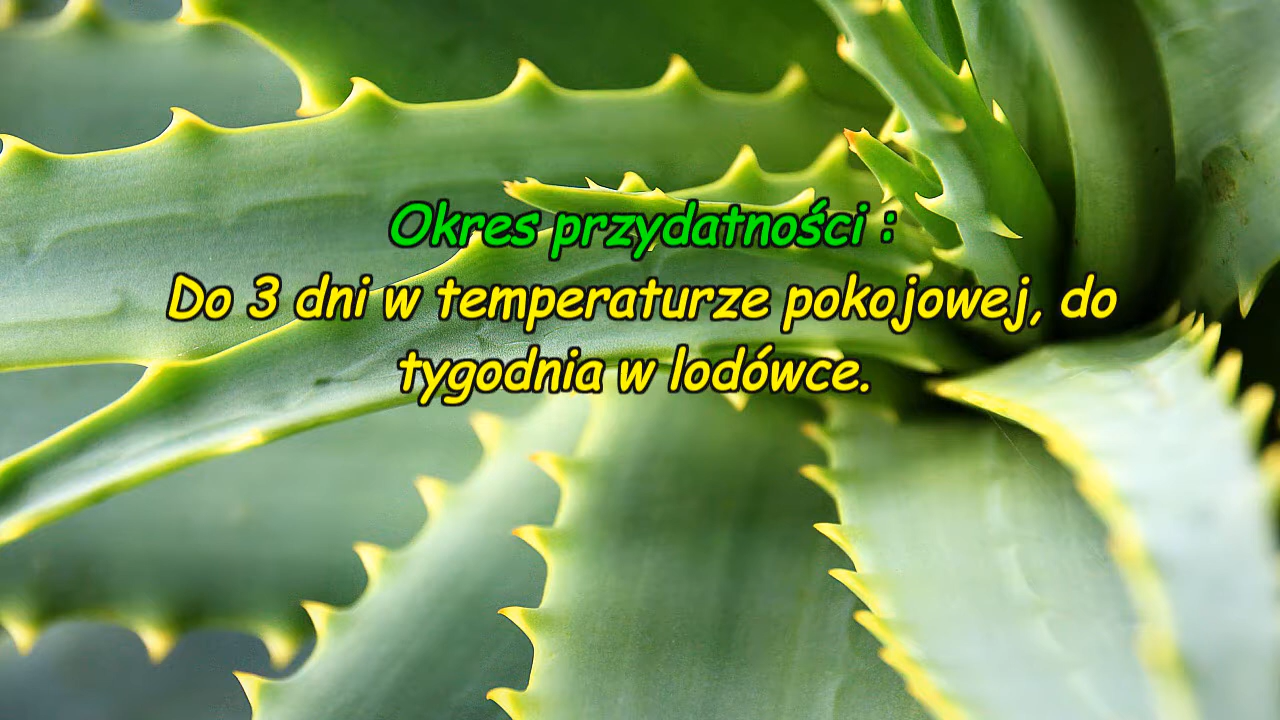 Okres przydatności :
Do 3 dni w temperaturze pokojowej, do
tygodnia w lodówce.